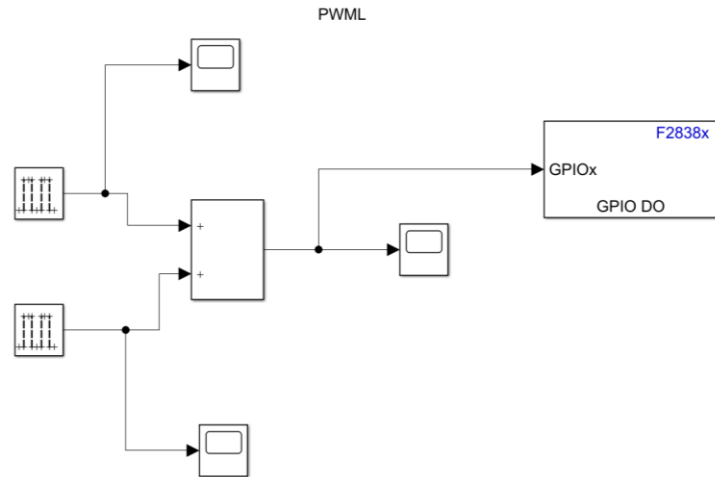 PWML
F2838x
GPIOx
GPIO DO
+
+